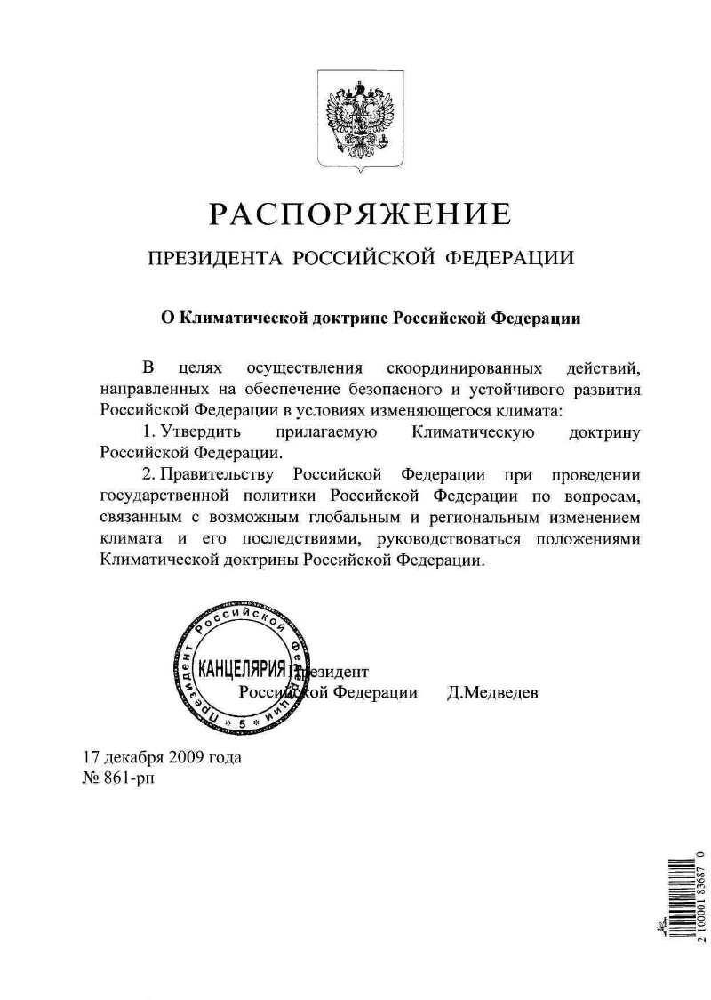 РАСПОРЯЖЕНИЕ
ПРЕЗИДЕНТА РОССИЙСКОЙ ФЕДЕРАЦИИ
О Климатической доктрине Российской Федерации
В целях осуществления скоординированных действий,
направленных на обеспечение безопасного и устойчивого развития
Российской Федерации в условиях изменяющегося климата:
1. Утвердить прилагаемую Климатическую доктрину
Российской Федерации.
2. Правительству Российской Федерации при проведении
государственной политики Российской Федерации по вопросам,
связанным с возможным глобальным и региональным изменением
климата и его последствиями, руководствоваться положениями
Климатической доктрины Российской Федерации.
Президент Российской Федерации
КАНЦЕЛЯРИЯ
* 5 *
Президент
Российской Федерации Д.Медведев
17 декабря 2009 года
№ 861-рп
2 100001 83687 0